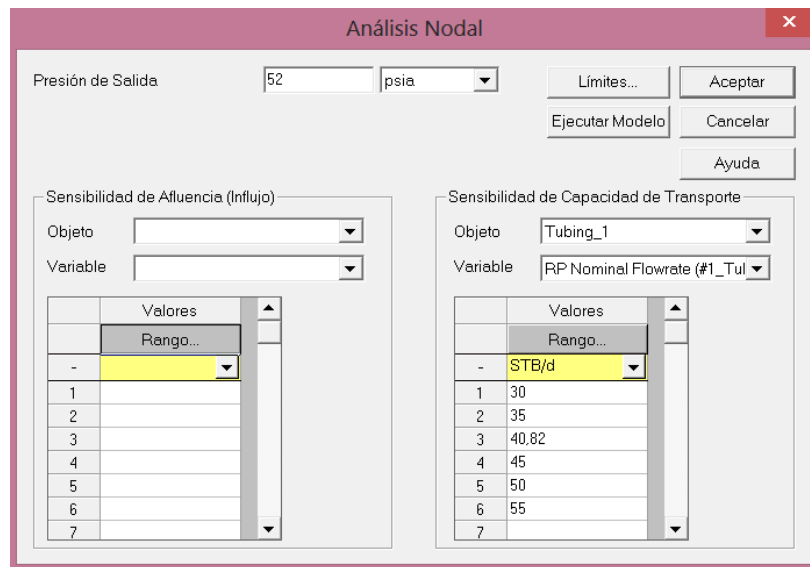 Análisis Nodal
x
Presión de Salida 52 psia Límites... Aceptar
Ejecutar Modelo Cancelar
Ayuda
Sensibilidad de Afluencia (Influjo)
Objeto
Variable
Valores
Rango...
-
1
2
3
4
5
6
7
Sensibilidad de Capacidad de Transporte
Objeto Tubing_1
Variable RP Nominal Flowrate (#1_Tul
Valores
Rango...
- STB/d
1 30
2 35
3 40,82
4 45
5 50
6 55
7